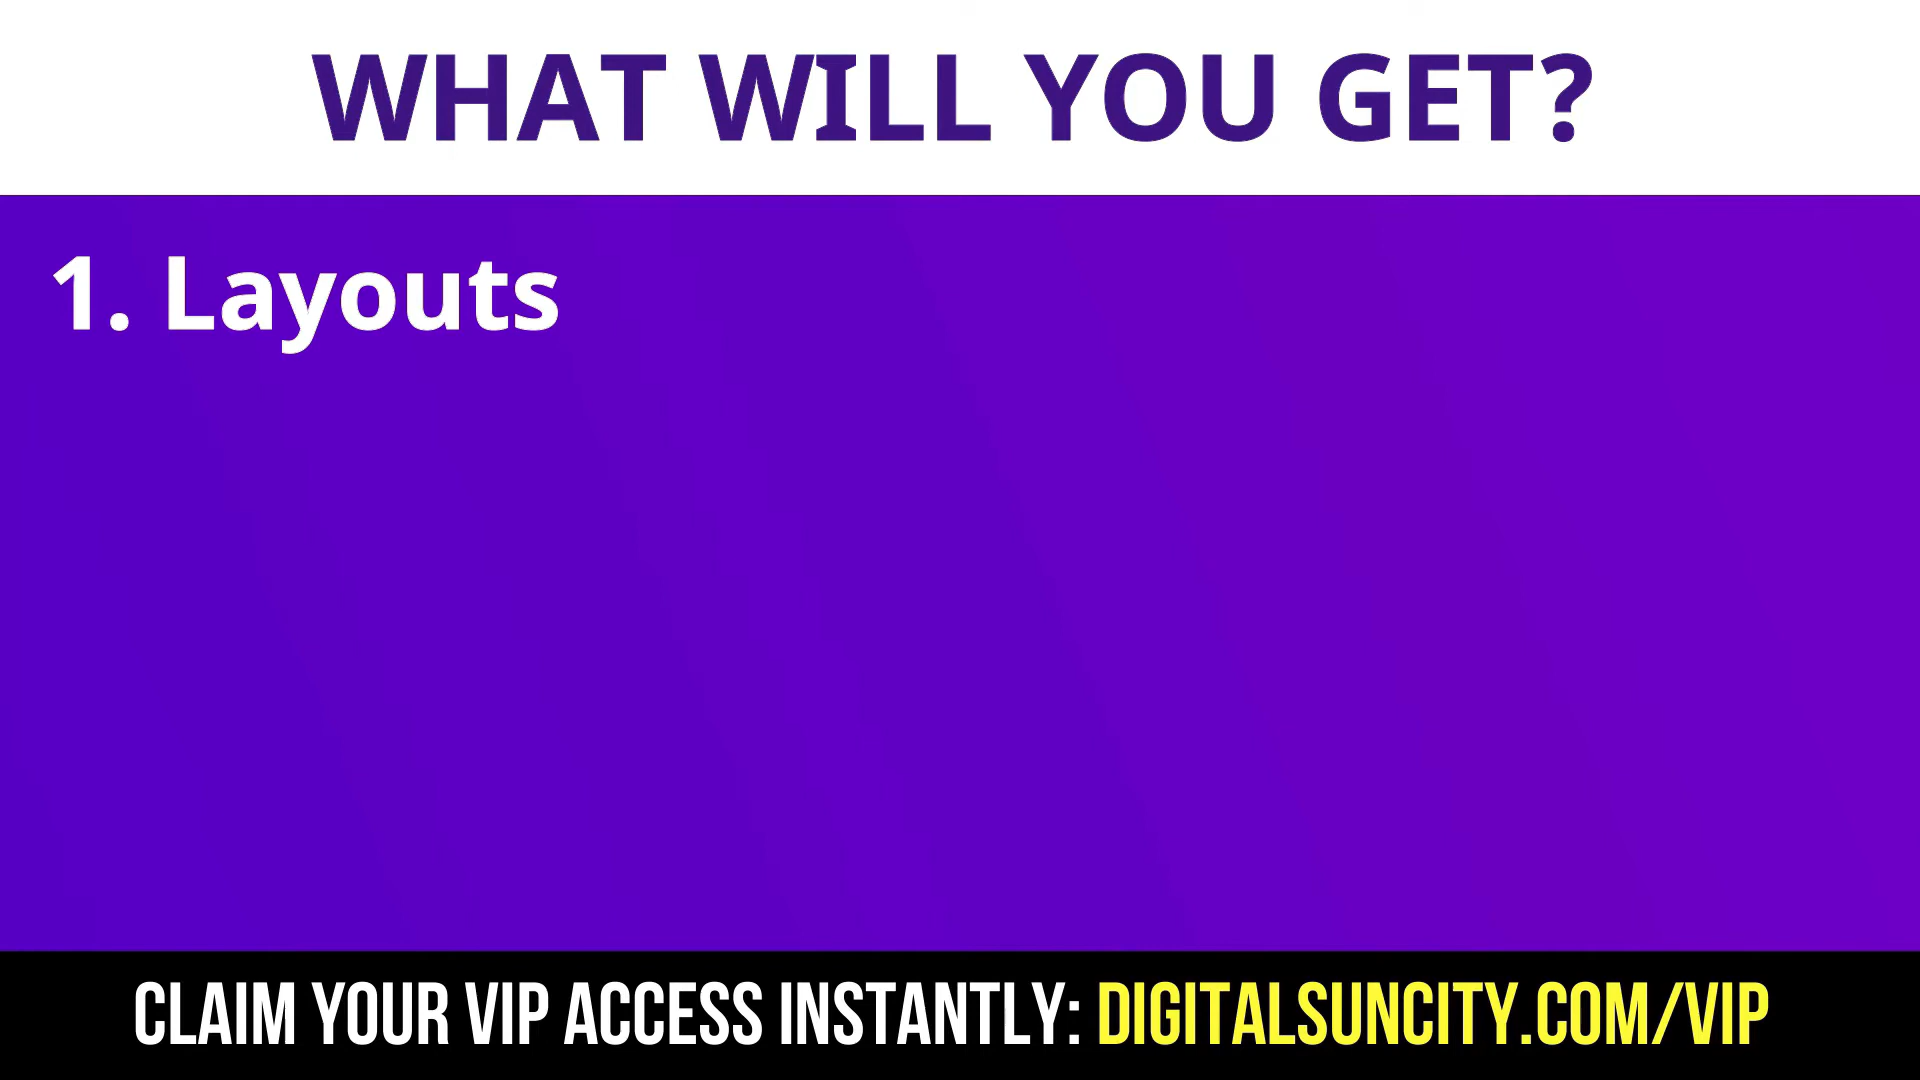 WHAT WILL YOU GET?
1. Layouts
CLAIM YOUR VIP ACCESS INSTANTLY: DIGITALSUNCITY.COM/VIP